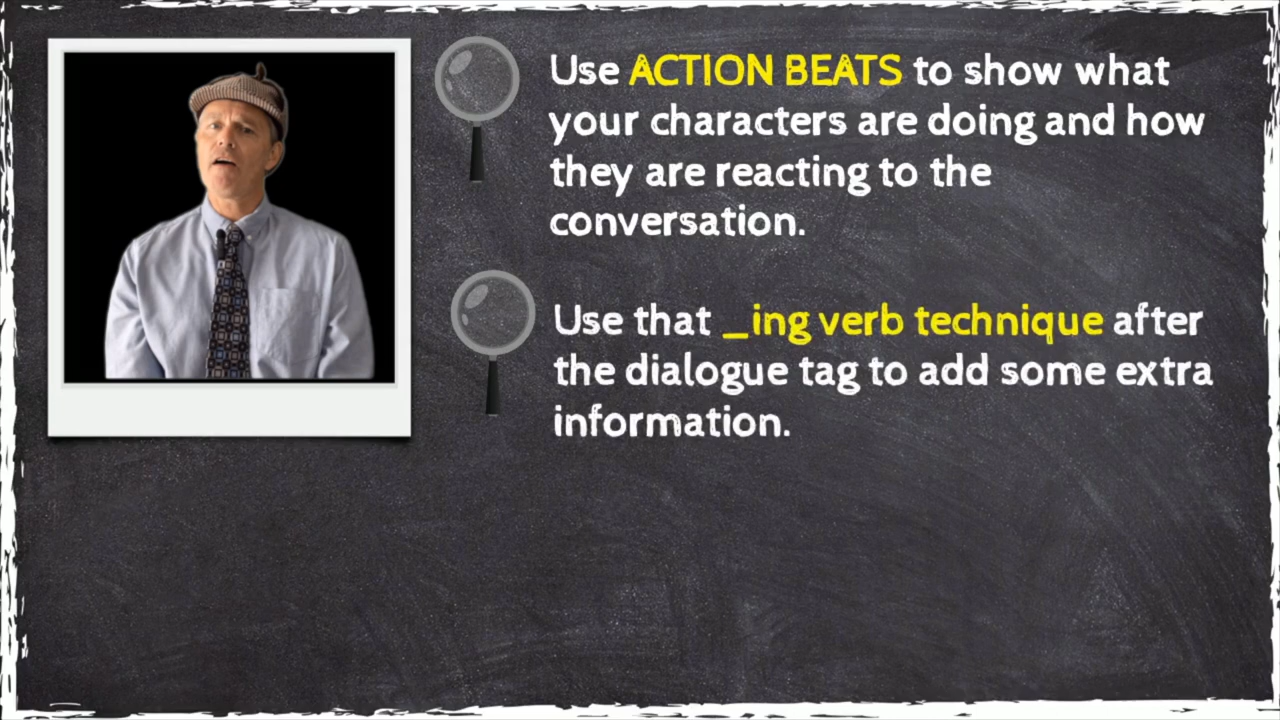 Use ACTION BEATS to show what
your characters are doing and how
they are reacting to the
conversation.
Use that _ing verb technique after
the dialogue tag to add some extra
information.